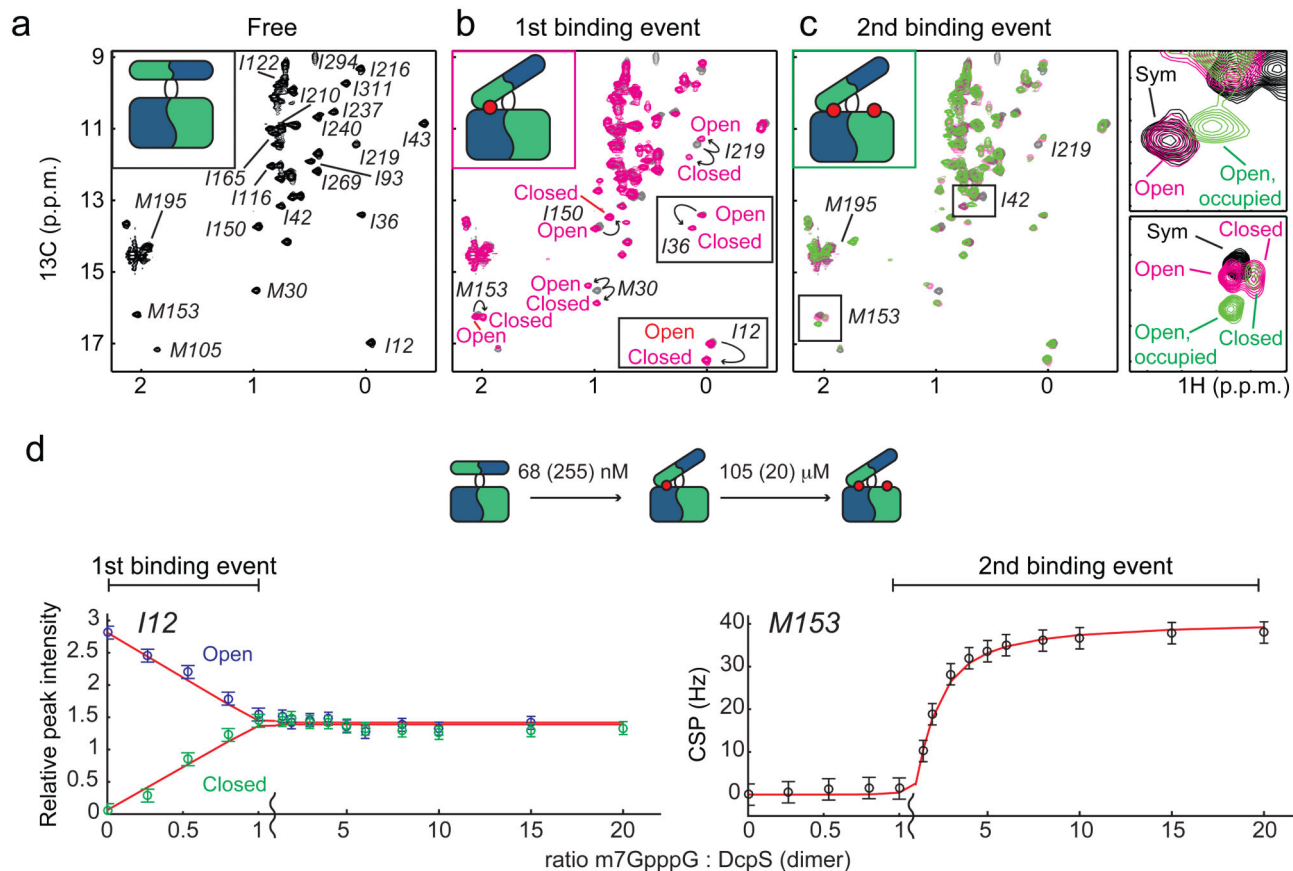 a
Free
b
1st binding event
c
2nd binding event
13C (p.p.m.)
9
11
13
15
17
2
1
0
I122
I294
I216
I311
I210
I237
I240
I43
I219
I165
I93
I269
I116
M195
I42
I36
I150
M30
M153
M105
I12
Open
I219
Closed
Closed
I150
Open
Open
I36
Closed
Open
M30
Closed
M153
Closed
Open
Open
I12
Closed
2
1
0
I219
M195
I42
M153
2
1
0
Sym
Open
Open,
occupied
Sym
Closed
Open
Open,
occupied
Closed
1H (p.p.m.)
d
68 (255) nM
105 (20) μM
1st binding event
I12
Open
Closed
Relative peak intensity
3
2.5
2
1.5
1
0.5
0
0
0.5
1
5
10
15
20
2nd binding event
M153
CSP (Hz)
40
30
20
10
0
0
0.5
1
5
10
15
20
ratio m7GpppG : DcpS (dimer)